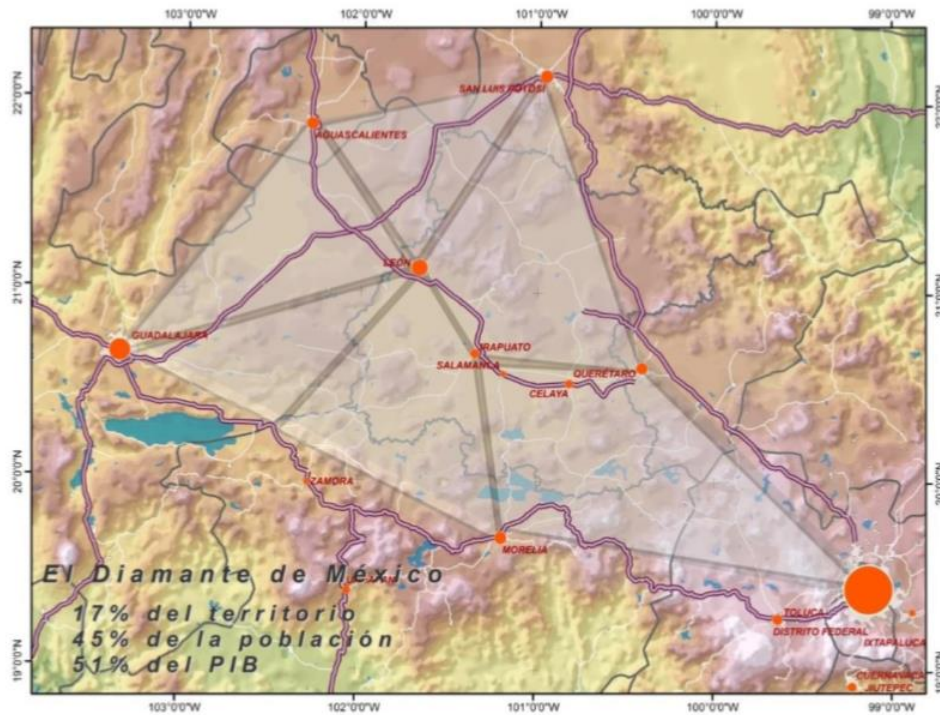 103°0'0"W 102°0'0"W 101°0'0"W 100°0'0"W 99°0'0"W
22°0'0"N
SAN LUIS POTOSI
AGUASCALIENTES
21°0'0"N
LEÓN
GUADALAJARA
IRAPUATO
SALAMANCA
QUERÉTARO
CELAYA
20°0'0"N
ZAMORA
MORELIA
El Diamante de México
17% del territorio
TOLUCA
DISTRITO FEDERAL
45% de la población
IXTAPALUCA
51% del PIB
19°0'0"N
CUERNAVACA
JIUTEPEC
103°0'0"W 102°0'0"W 101°0'0"W 100°0'0"W 99°0'0"W